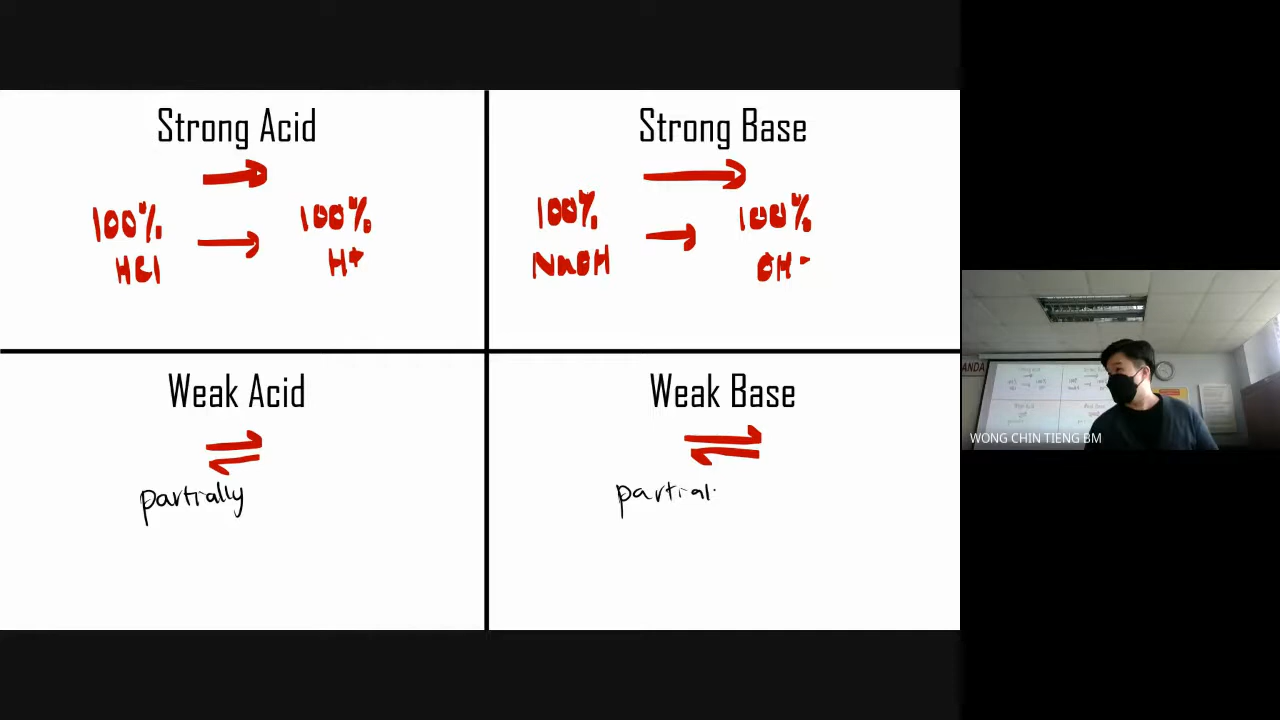 Strong Acid
→
100% → 100%
HCl H+
Strong Base
→
100% → 100%
NaOH OH-
Weak Acid
⇌
partially
Weak Base
⇌
partial
WONG CHIN TIENG BM